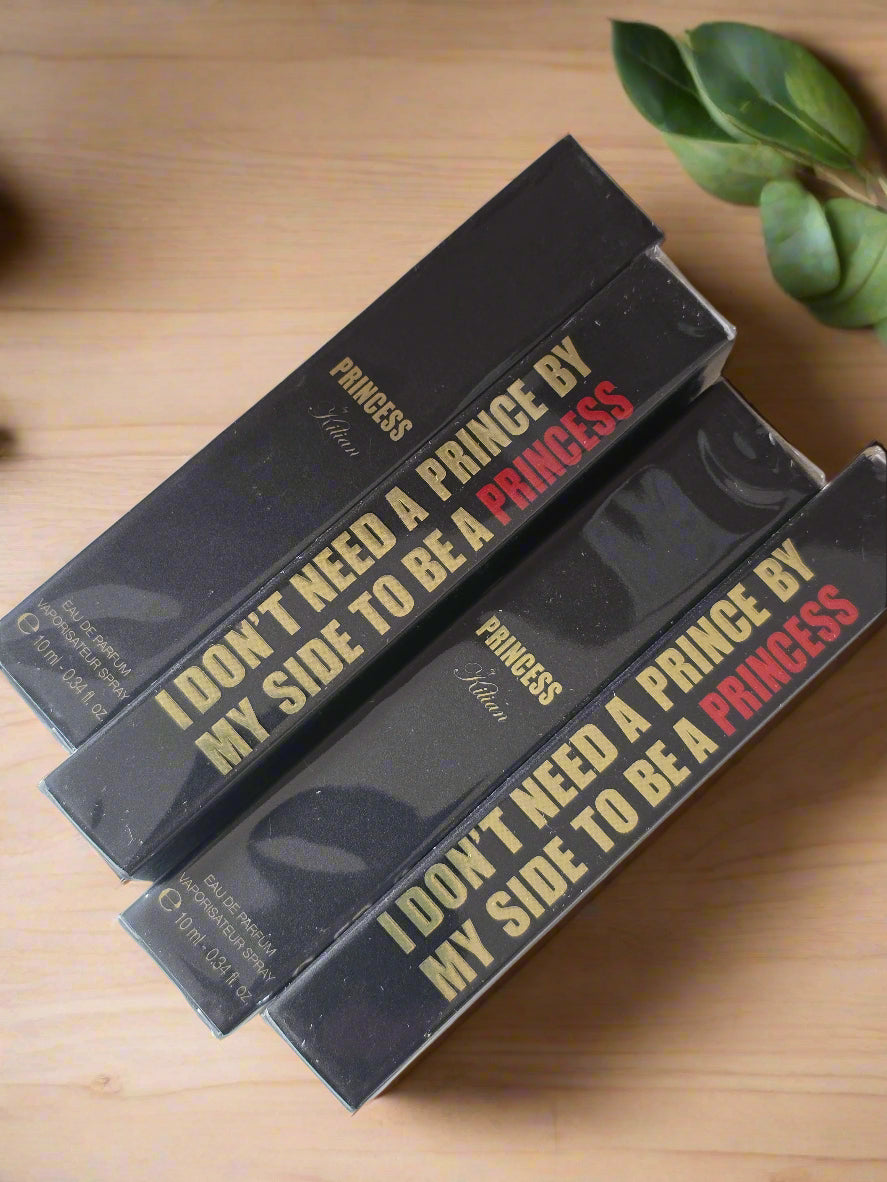 PRINCESS
by
Kilian
EAU DE PARFUM
VAPORISATEUR SPRAY
℮ 10 ml - 0.34 fl. oz
I DON'T NEED A PRINCE BY
MY SIDE TO BE A PRINCESS
PRINCESS
by
Kilian
EAU DE PARFUM
VAPORISATEUR SPRAY
℮ 10 ml - 0.34 fl. oz
I DON'T NEED A PRINCE BY
MY SIDE TO BE A PRINCESS